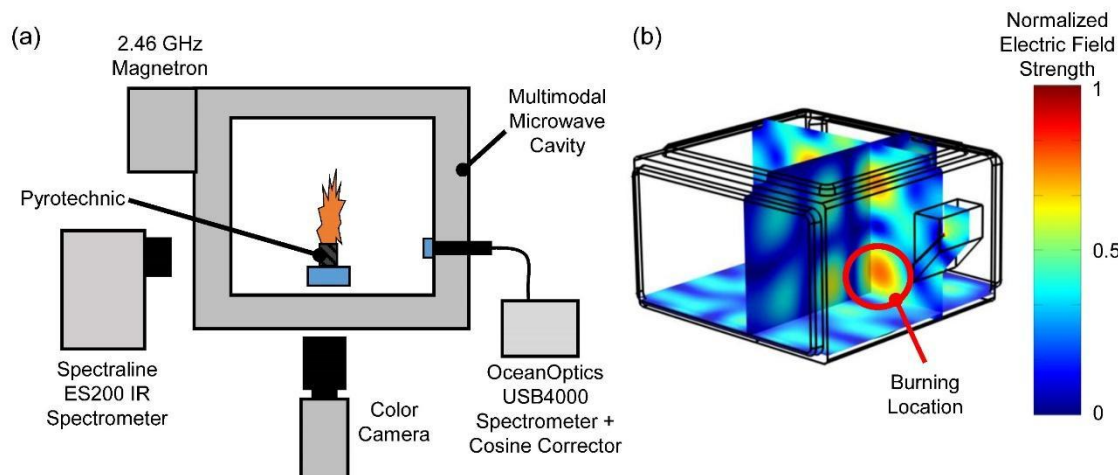 (a)
2.46 GHz
Magnetron
Multimodal
Microwave
Cavity
Pyrotechnic
Spectraline
ES200 IR
Spectrometer
Color
Camera
OceanOptics
USB4000
Spectrometer +
Cosine Corrector
(b)
Normalized
Electric Field
Strength
1
0.5
0
Burning
Location